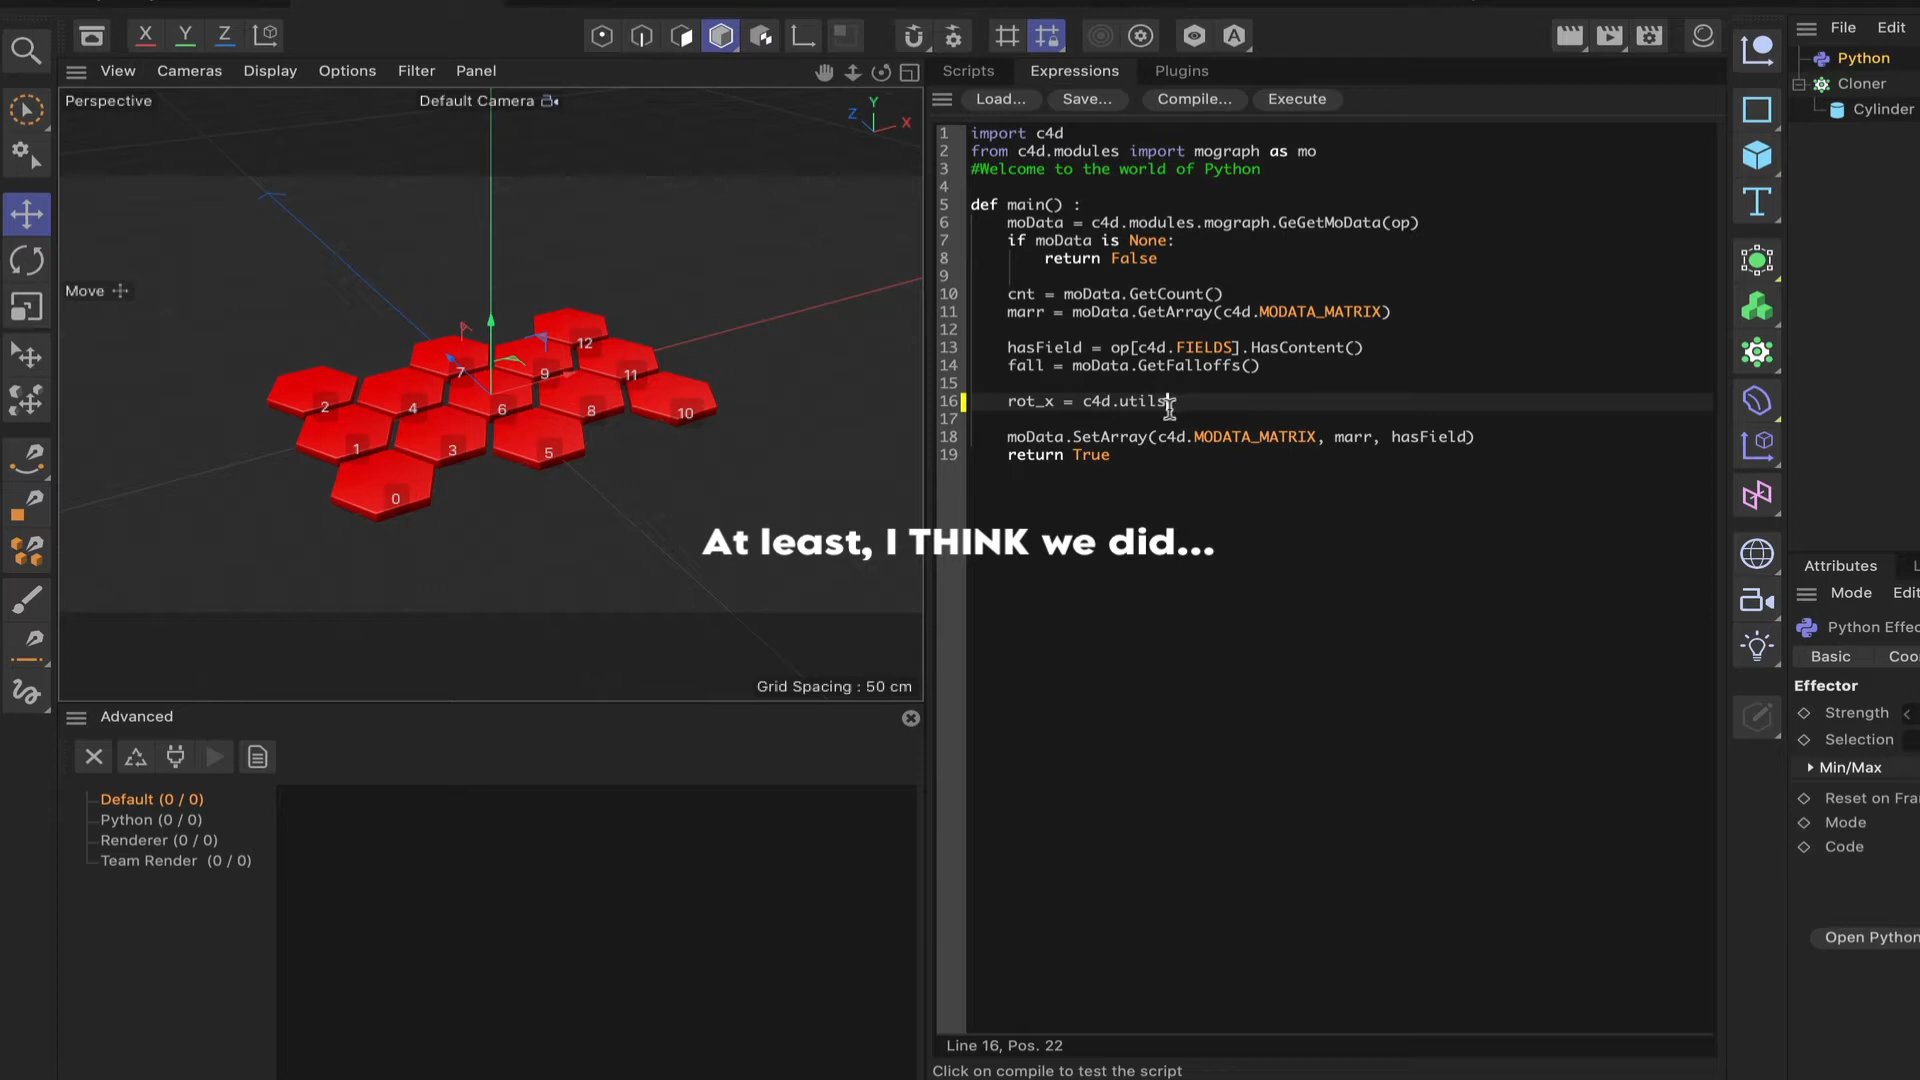 X Y Z
File Edit
View Cameras Display Options Filter Panel
Scripts Expressions Plugins
Python
Cloner
Cylinder
Load... Save... Compile... Execute
Perspective
Default Camera
Y
Z
X
Move
12
7
9
11
2
4
6
8
10
1
3
5
0
Grid Spacing : 50 cm
1 import c4d
2 from c4d.modules import mograph as mo
3 #Welcome to the world of Python
4
5 def main() :
6 moData = c4d.modules.mograph.GeGetMoData(op)
7 if moData is None:
8 return False
9
10 cnt = moData.GetCount()
11 marr = moData.GetArray(c4d.MODATA_MATRIX)
12
13 hasField = op[c4d.FIELDS].HasContent()
14 fall = moData.GetFalloffs()
15
16 rot_x = c4d.utils
17
18 moData.SetArray(c4d.MODATA_MATRIX, marr, hasField)
19 return True
At least, I THINK we did...
Advanced
Default (0 / 0)
Python (0 / 0)
Renderer (0 / 0)
Team Render (0 / 0)
Line 16, Pos. 22
Click on compile to test the script
Attributes
Mode Edit
Python Effec
Basic Coo
Effector
Strength
Selection
Min/Max
Reset on Fra
Mode
Code
Open Python